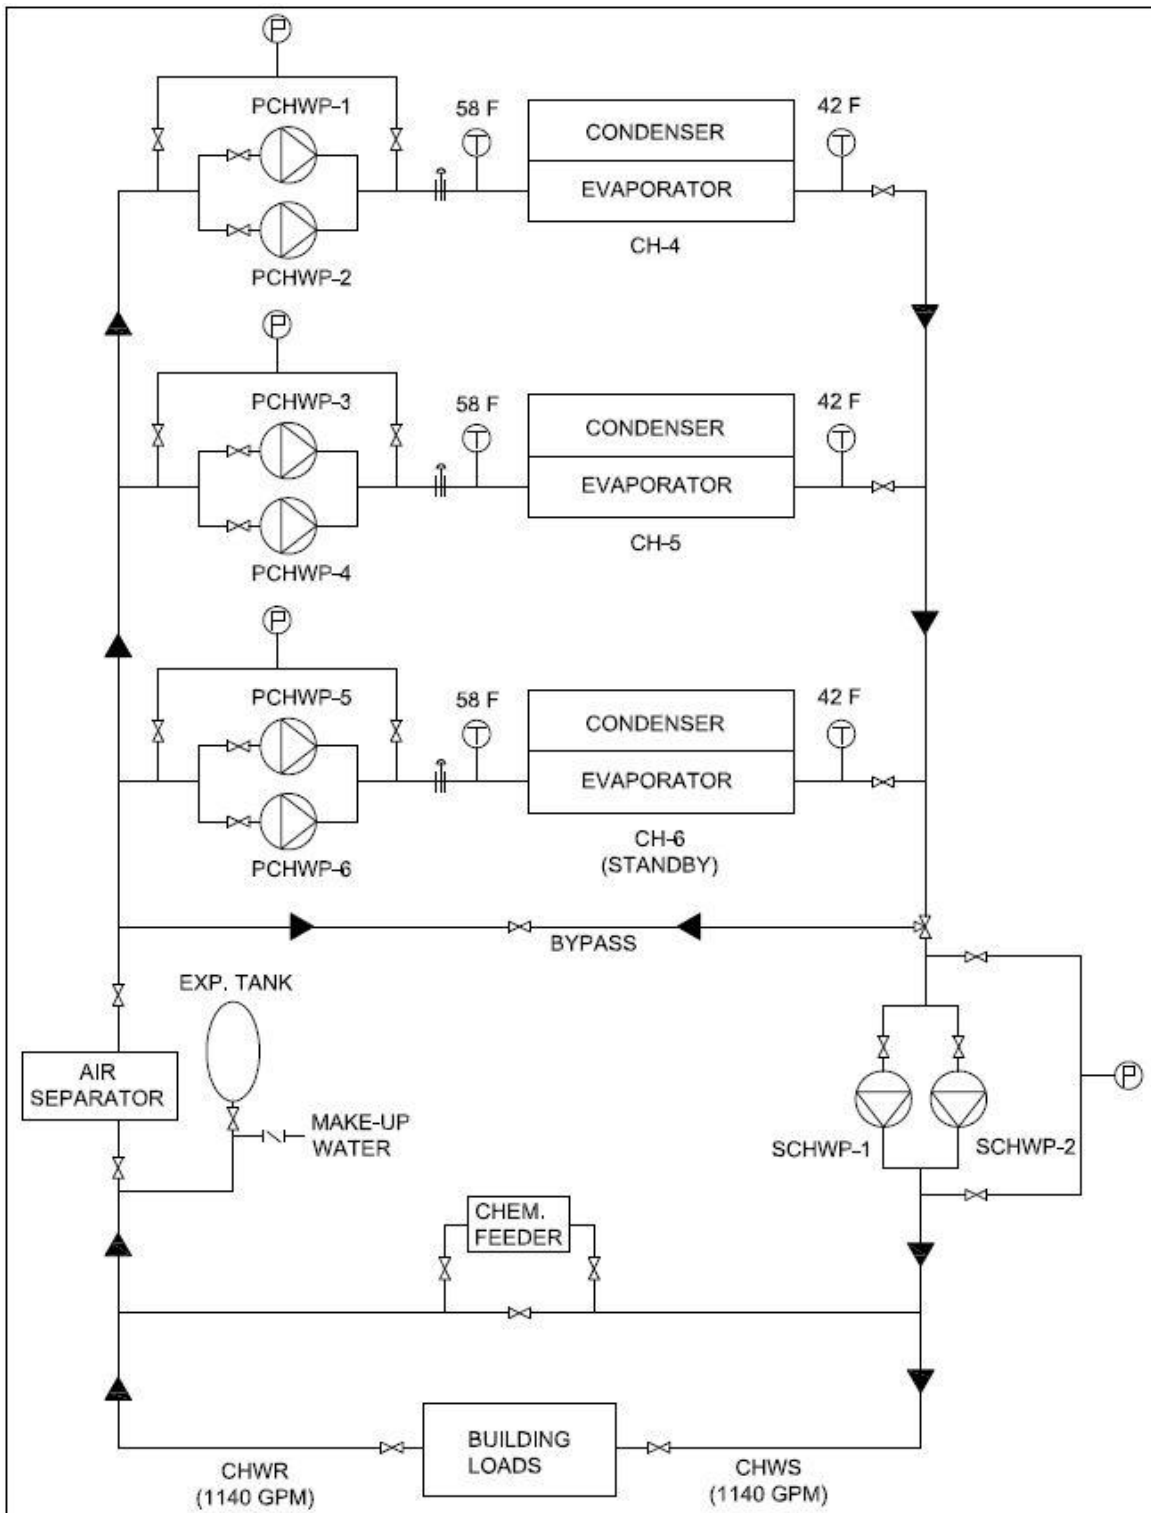 P
PCHWP-1
58 F
42 F
T
T
CONDENSER
EVAPORATOR
PCHWP-2
CH-4
P
PCHWP-3
58 F
42 F
T
T
CONDENSER
EVAPORATOR
PCHWP-4
CH-5
P
PCHWP-5
58 F
42 F
T
T
CONDENSER
EVAPORATOR
PCHWP-6
CH-6
(STANDBY)
BYPASS
EXP. TANK
AIR
SEPARATOR
MAKE-UP
WATER
P
SCHWP-1
SCHWP-2
CHEM.
FEEDER
BUILDING
LOADS
CHWR
(1140 GPM)
CHWS
(1140 GPM)